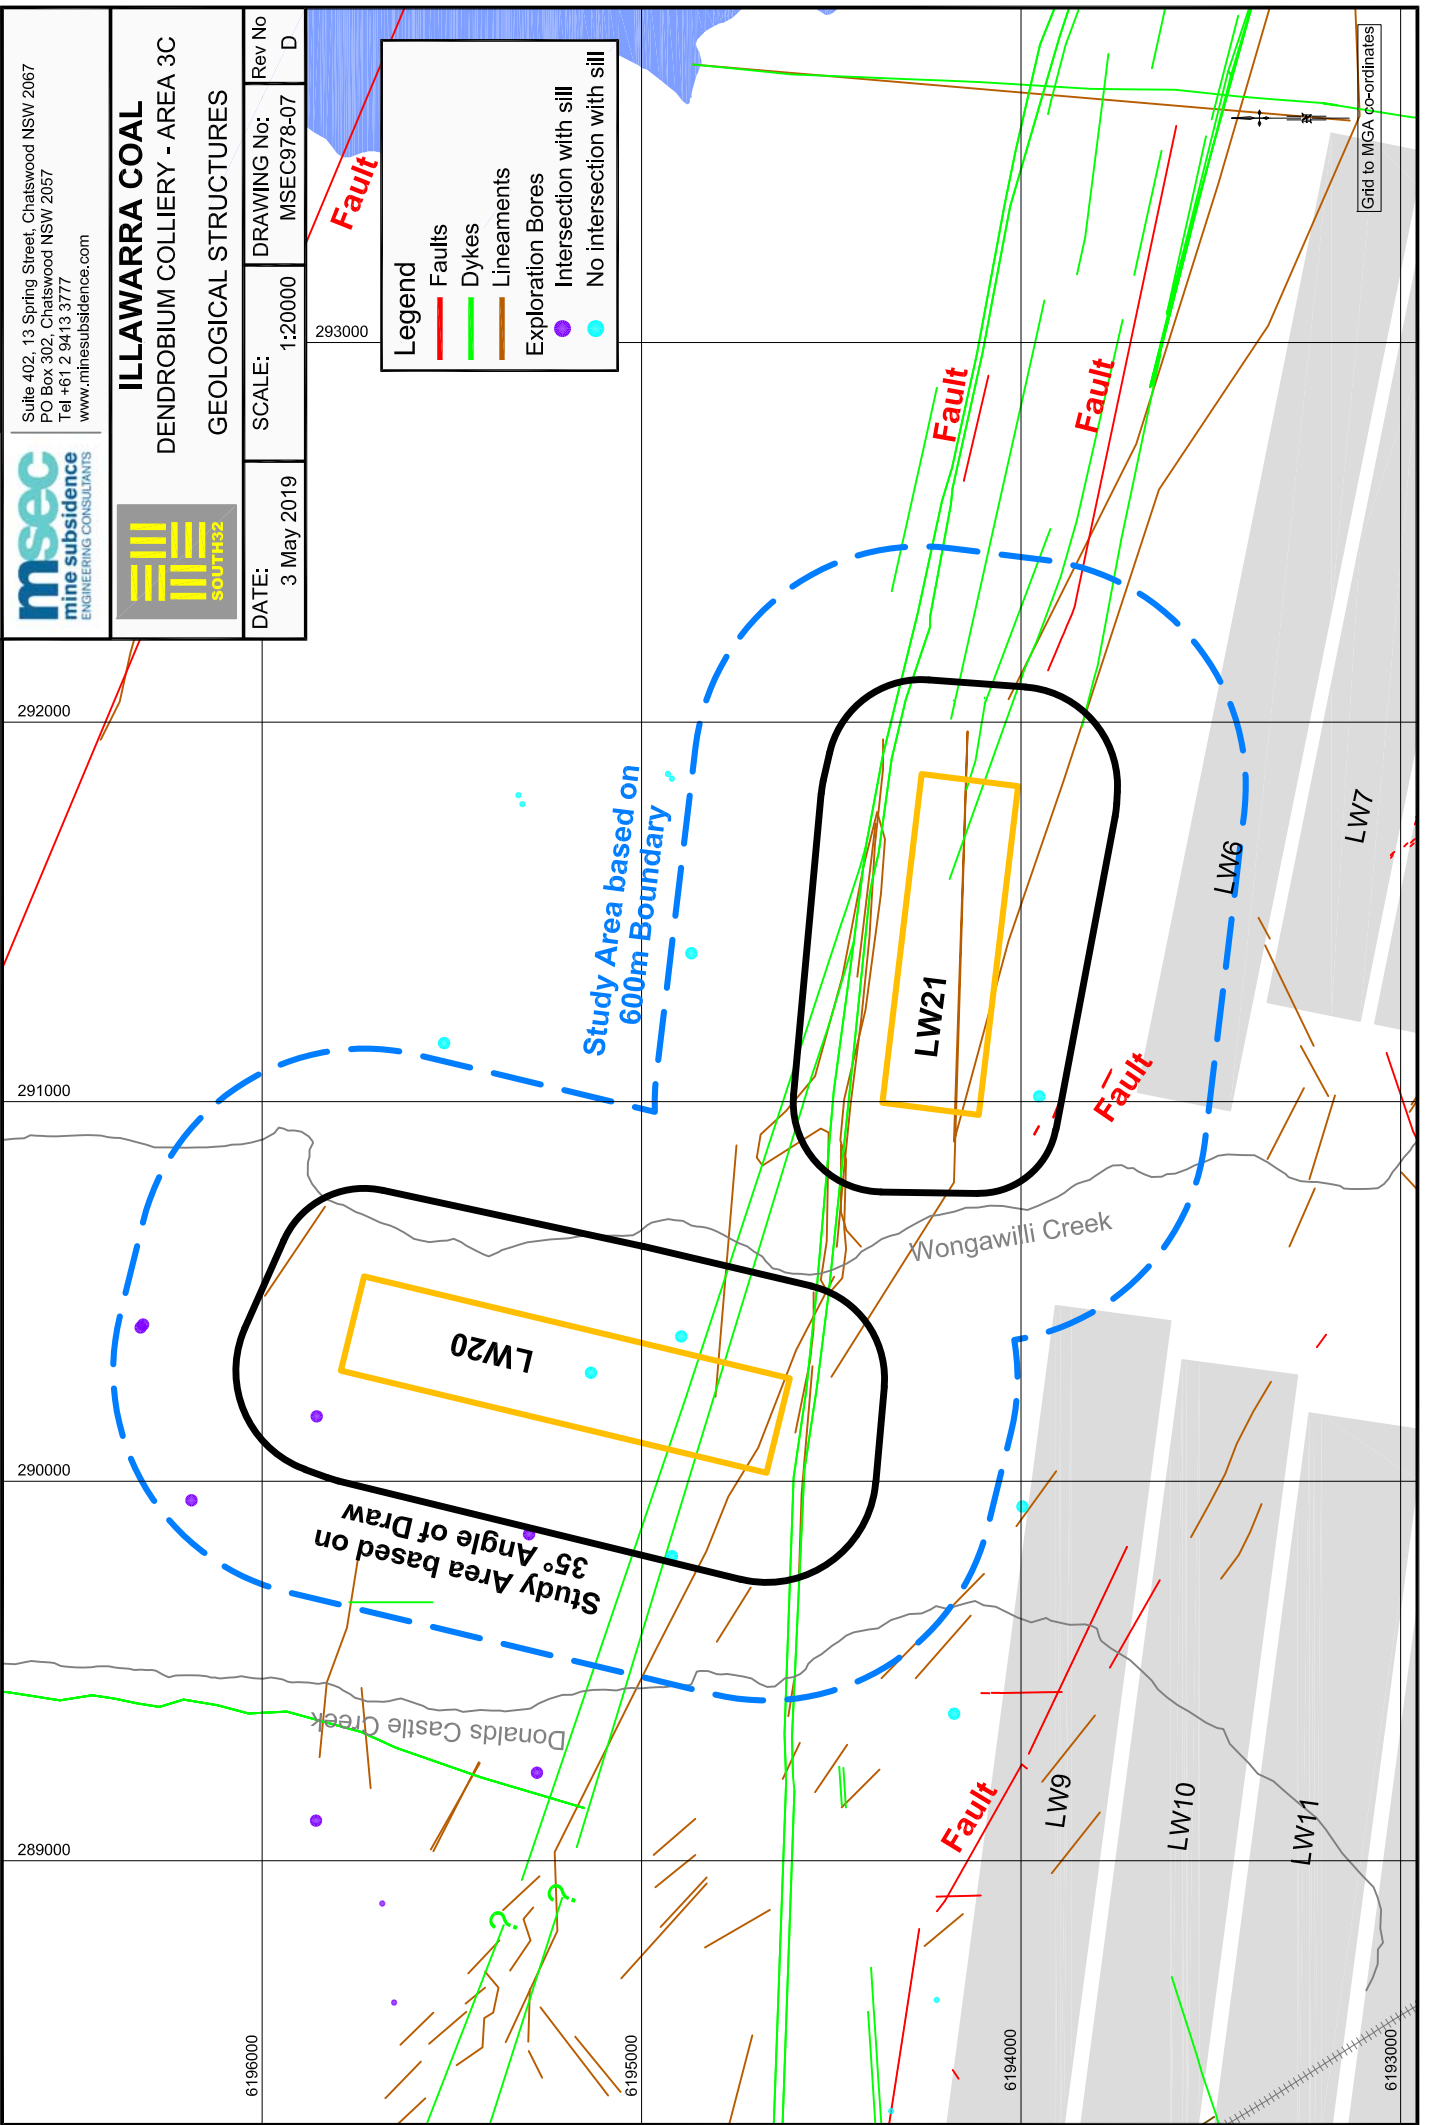 msec
mine subsidence
ENGINEERING CONSULTANTS
Suite 402, 13 Spring Street, Chatswood NSW 2067
PO Box 302, Chatswood NSW 2057
Tel +61 2 9413 3777
www.minesubsidence.com
SOUTH32
ILLAWARRA COAL
DENDROBIUM COLLIERY - AREA 3C
GEOLOGICAL STRUCTURES
DATE:
3 May 2019
SCALE:
1:20000
DRAWING No:
MSEC978-07
Rev No
D
Legend
Faults
Dykes
Lineaments
Exploration Bores
Intersection with sill
No intersection with sill
Fault
293000
Fault
Fault
N
Grid to MGA co-ordinates
292000
Study Area based on
600m Boundary
LW21
LW6
LW7
291000
Fault
Wongawilli Creek
LW20
290000
Study Area based on
35° Angle of Draw
Donalds Castle Creek
Fault
LW9
LW10
LW11
289000
?
?
6196000
6195000
6194000
6193000